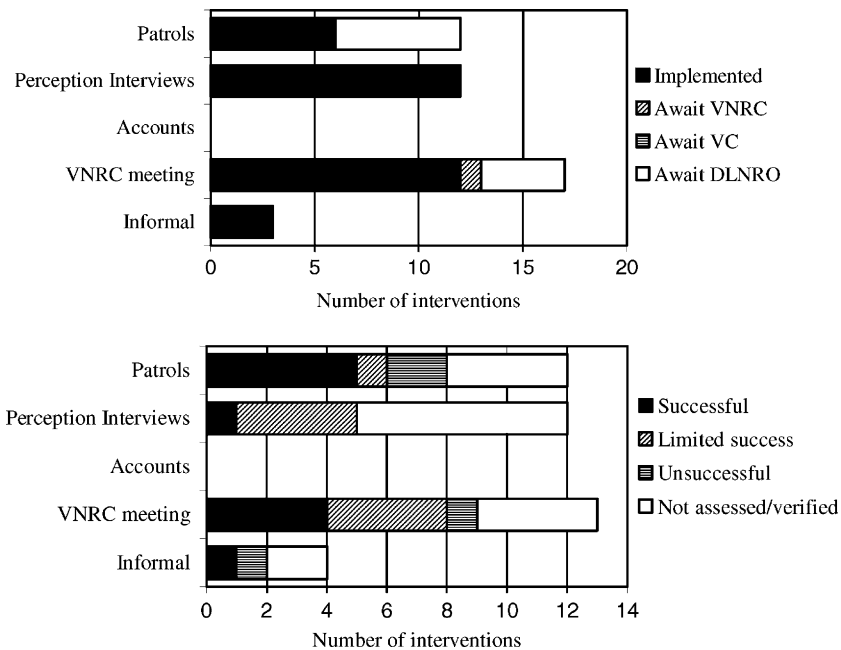 Patrols
Perception Interviews
Accounts
VNRC meeting
Informal
0 5 10 15 20
Number of interventions
Implemented
Await VNRC
Await VC
Await DLNRO
Patrols
Perception Interviews
Accounts
VNRC meeting
Informal
0 2 4 6 8 10 12 14
Number of interventions
Successful
Limited success
Unsuccessful
Not assessed/verified